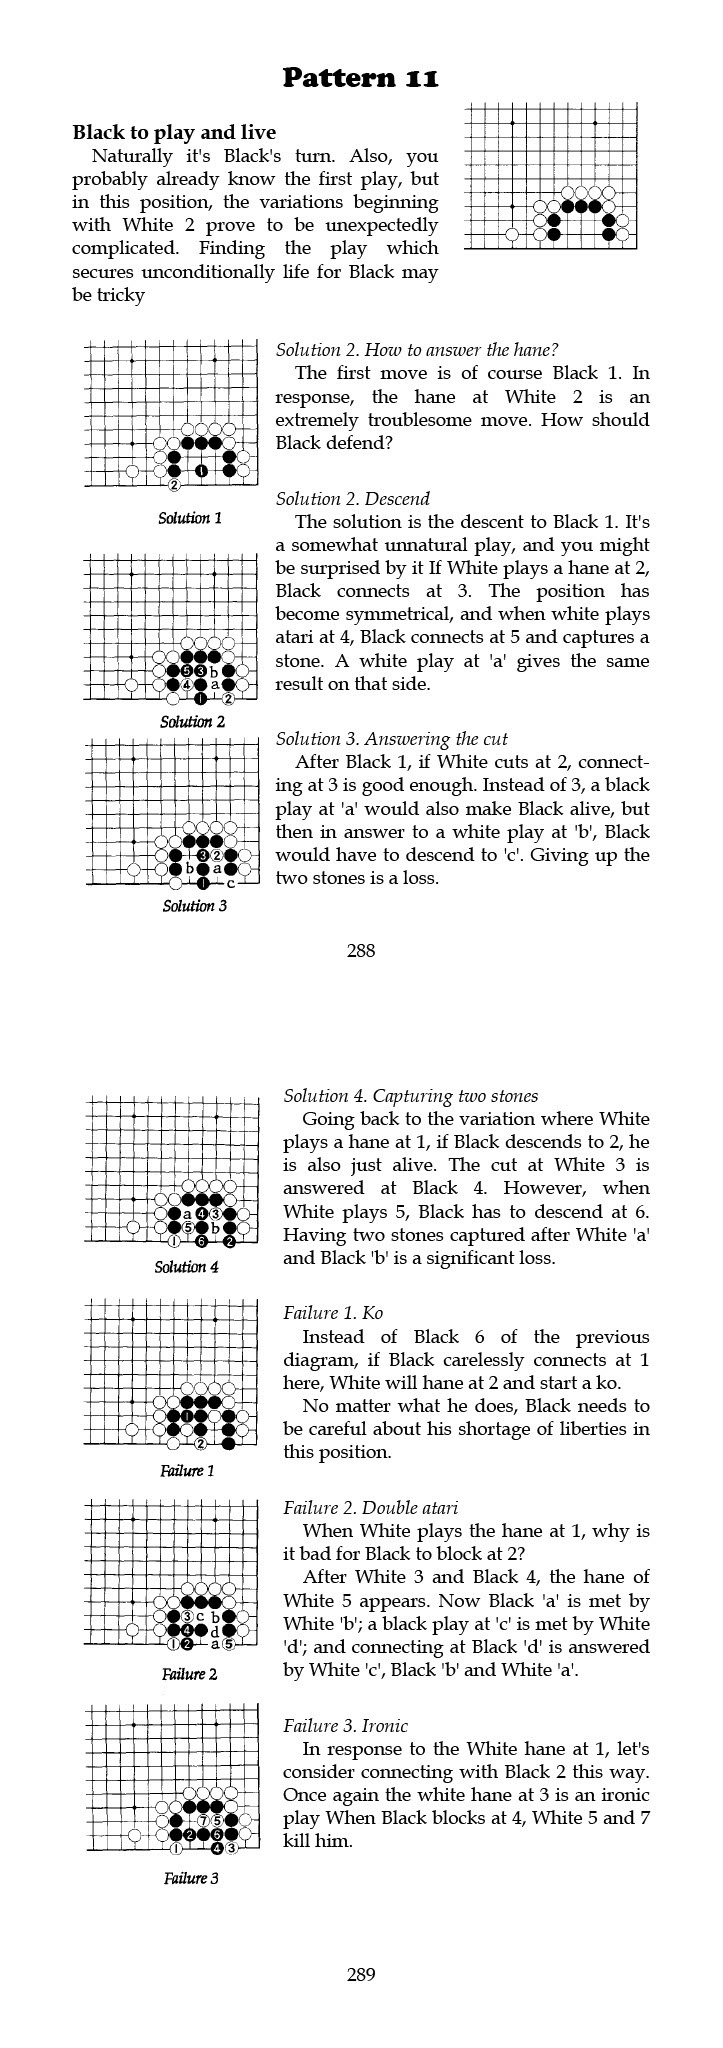 Pattern 11
Black to play and live
Naturally it's Black's turn. Also, you
probably already know the first play, but
in this position, the variations beginning
with White 2 prove to be unexpectedly
complicated. Finding the play which
secures unconditionally life for Black may
be tricky
Solution 2. How to answer the hane?
The first move is of course Black 1. In
response, the hane at White 2 is an
extremely troublesome move. How should
Black defend?
1
2
Solution 1
Solution 2. Descend
The solution is the descent to Black 1. It's
a somewhat unnatural play, and you might
be surprised by it If White plays a hane at 2,
Black connects at 3. The position has
become symmetrical, and when white plays
atari at 4, Black connects at 5 and captures a
stone. A white play at 'a' gives the same
result on that side.
5 3 b
4 a
1 2
Solution 2
Solution 3. Answering the cut
After Black 1, if White cuts at 2, connect-
ing at 3 is good enough. Instead of 3, a black
play at 'a' would also make Black alive, but
then in answer to a white play at 'b', Black
would have to descend to 'c'. Giving up the
two stones is a loss.
3 2
b a
1 c
Solution 3
288
Solution 4. Capturing two stones
Going back to the variation where White
plays a hane at 1, if Black descends to 2, he
is also just alive. The cut at White 3 is
answered at Black 4. However, when
White plays 5, Black has to descend at 6.
Having two stones captured after White 'a'
and Black 'b' is a significant loss.
a 4 3
5 b
1 6 2
Solution 4
Failure 1. Ko
Instead of Black 6 of the previous
diagram, if Black carelessly connects at 1
here, White will hane at 2 and start a ko.
No matter what he does, Black needs to
be careful about his shortage of liberties in
this position.
1
2
Failure 1
Failure 2. Double atari
When White plays the hane at 1, why is
it bad for Black to block at 2?
After White 3 and Black 4, the hane of
White 5 appears. Now Black 'a' is met by
White 'b'; a black play at 'c' is met by White
'd'; and connecting at Black 'd' is answered
by White 'c', Black 'b' and White 'a'.
3 c b
4 d
1 2 a 5
Failure 2
Failure 3. Ironic
In response to the White hane at 1, let's
consider connecting with Black 2 this way.
Once again the white hane at 3 is an ironic
play When Black blocks at 4, White 5 and 7
kill him.
7 5
2 6
1 4 3
Failure 3
289